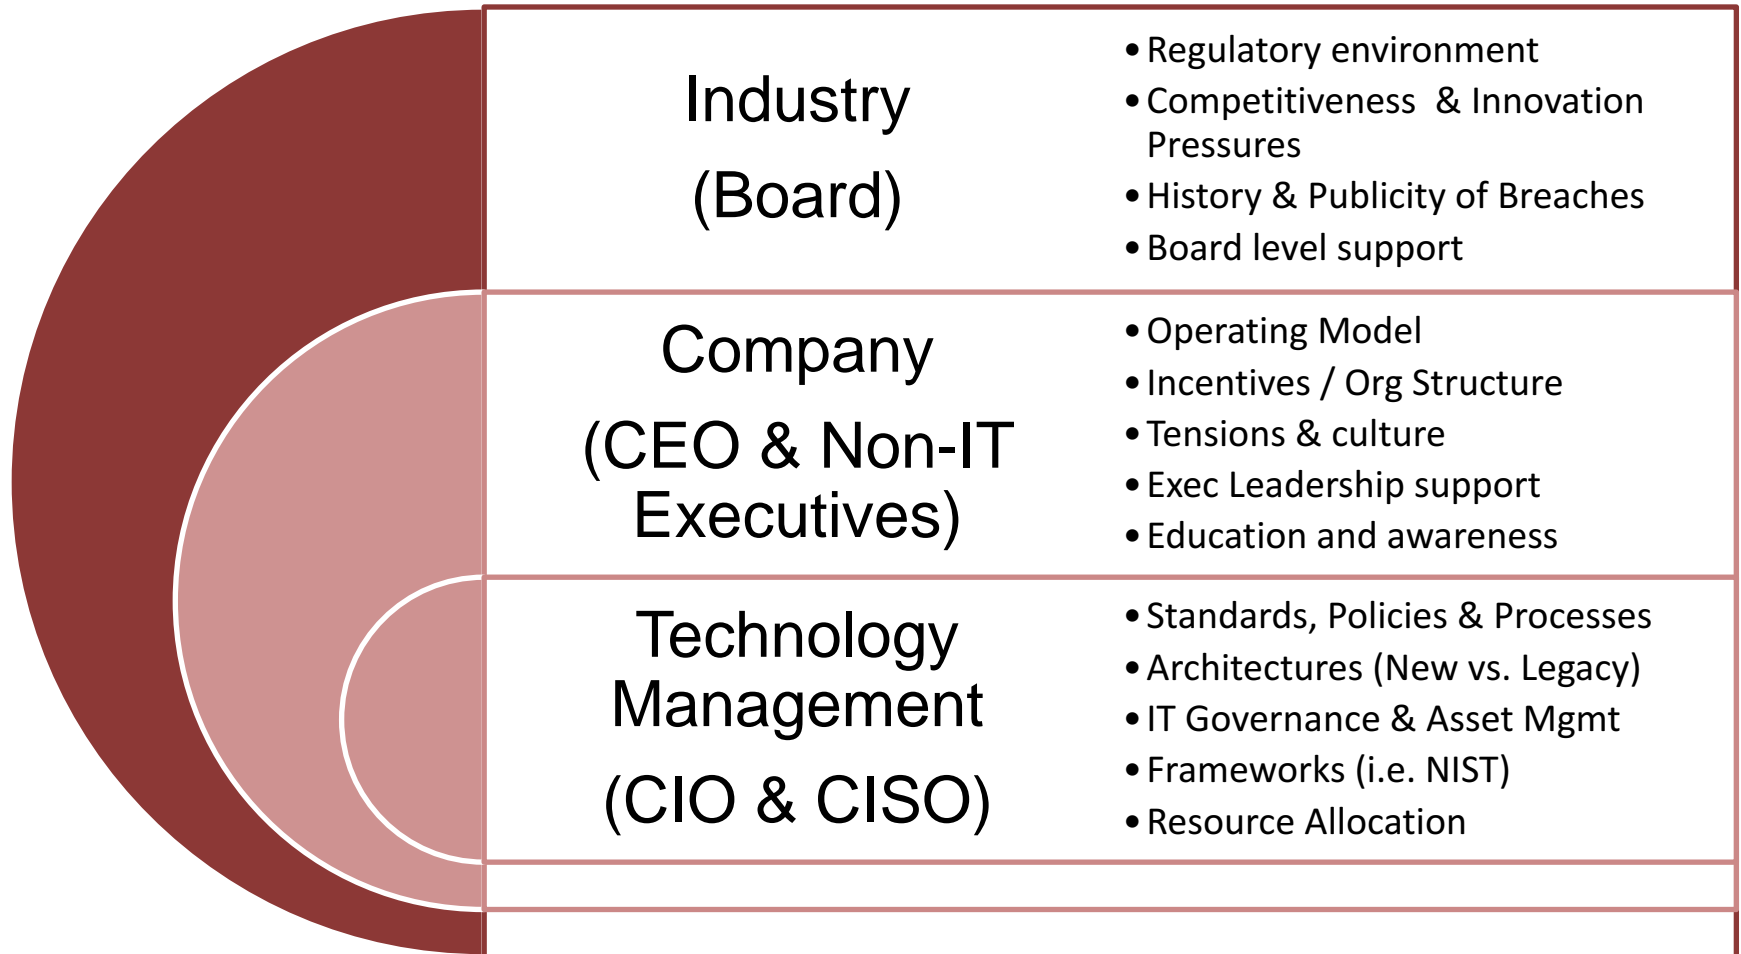 Industry
(Board)
• Regulatory environment
• Competitiveness & Innovation
Pressures
• History & Publicity of Breaches
• Board level support
Company
(CEO & Non-IT
Executives)
• Operating Model
• Incentives / Org Structure
• Tensions & culture
• Exec Leadership support
• Education and awareness
Technology
Management
(CIO & CISO)
• Standards, Policies & Processes
• Architectures (New vs. Legacy)
• IT Governance & Asset Mgmt
• Frameworks (i.e. NIST)
• Resource Allocation